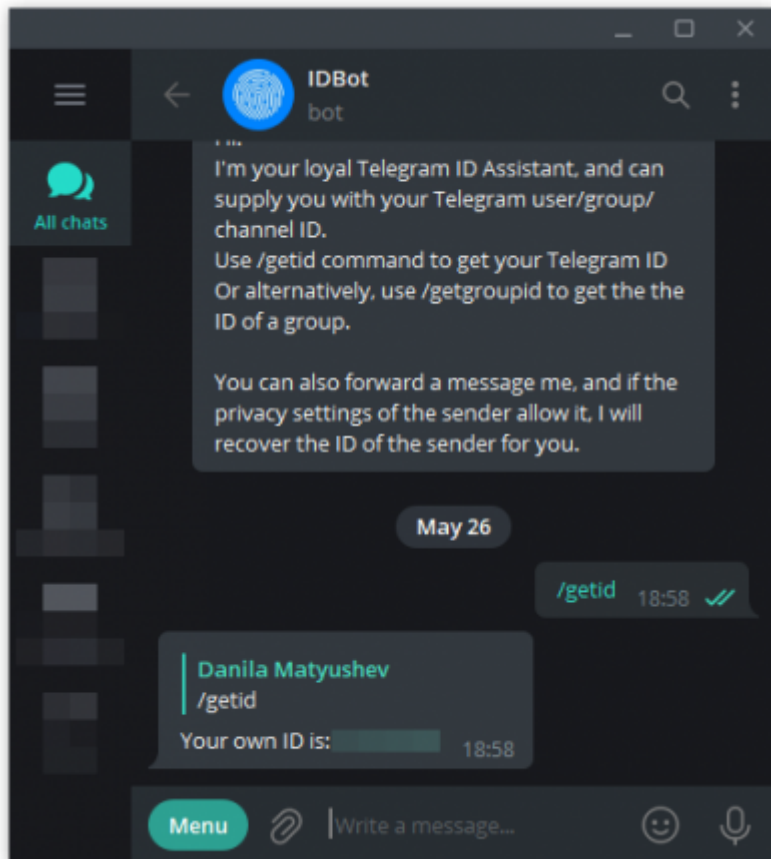 IDBot
bot
All chats
Hi!
I'm your loyal Telegram ID Assistant, and can
supply you with your Telegram user/group/
channel ID.
Use /getid command to get your Telegram ID
Or alternatively, use /getgroupid to get the the
ID of a group.
You can also forward a message me, and if the
privacy settings of the sender allow it, I will
recover the ID of the sender for you.
May 26
/getid 18:58
Danila Matyushev
/getid
Your own ID is: 18:58
Menu
Write a message...